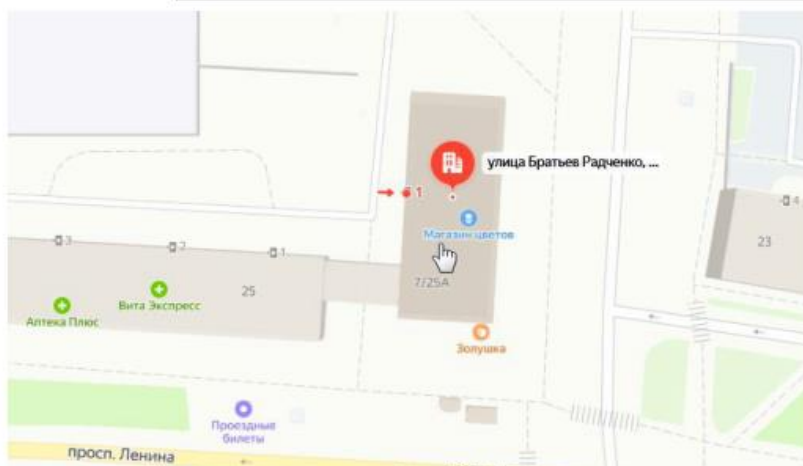 улица Братьев Радченко, ...
1
Магазин цветов
4
23
3
2
1
25
7/25А
Вита Экспресс
Аптека Плюс
Золушка
Проездные
билеты
просп. Ленина